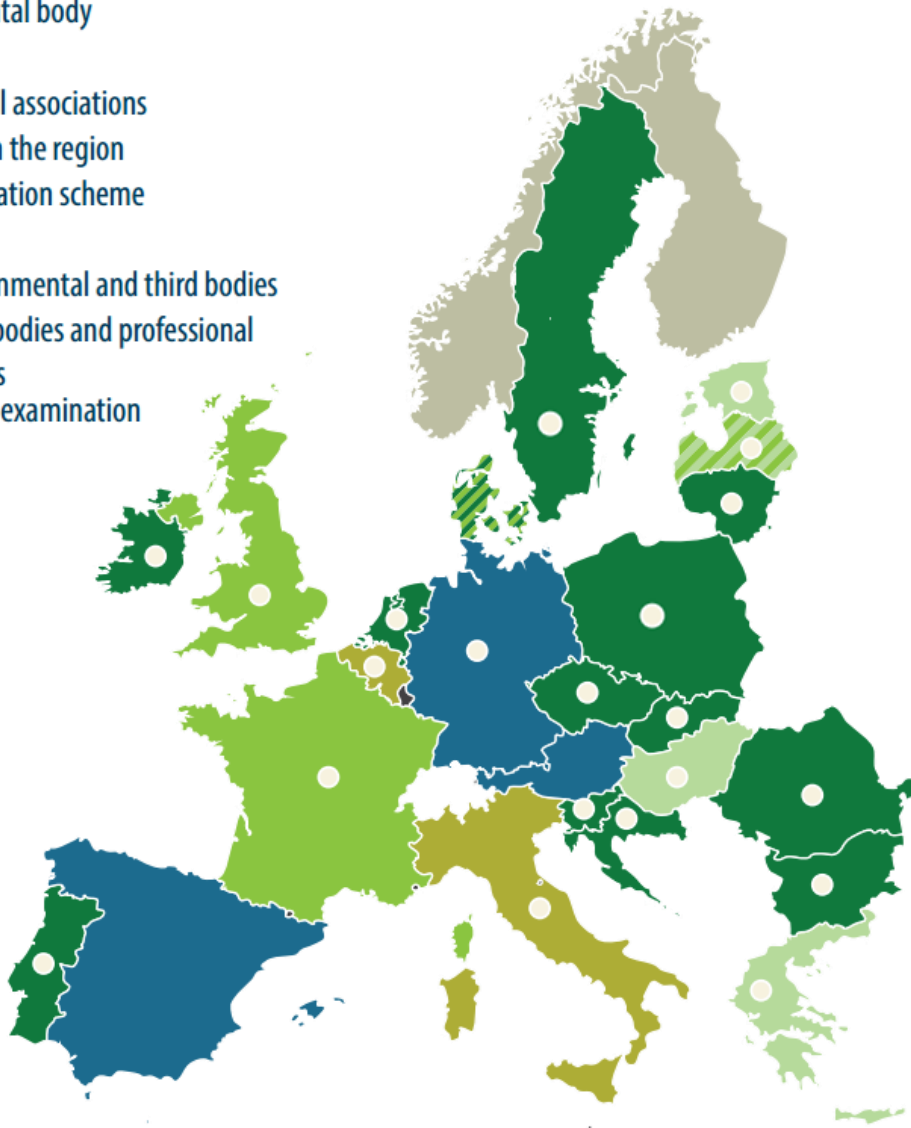 tal body
l associations
the region
ation scheme
nmental and third bodies
bodies and professional
s
examination